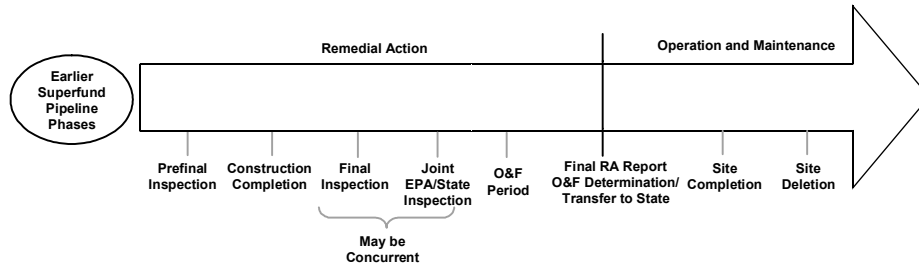 Remedial Action
Operation and Maintenance
Earlier
Superfund
Pipeline
Phases
Prefinal
Inspection
Construction
Completion
Final
Inspection
Joint
EPA/State
Inspection
O&F
Period
Final RA Report
O&F Determination/
Transfer to State
Site
Completion
Site
Deletion
May be
Concurrent